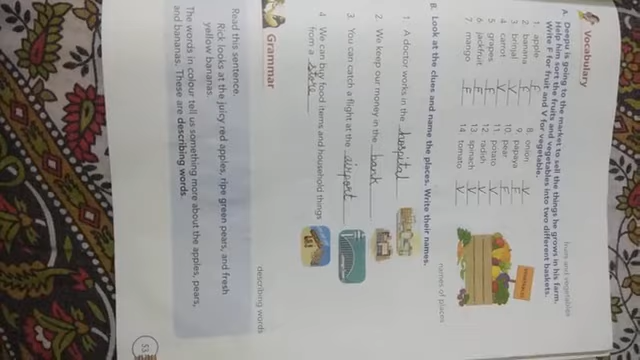 Vocabulary
fruits and vegetables
A. Deepu is going to the market to sell the things he grows in his farm.
Help him sort the fruits and vegetables into two different baskets.
Write F for fruit and V for vegetable.
1. apple F
2. banana F
3. brinjal V
4. carrot V
5. grapes F
6. jackfruit F
7. mango F
8. onion V
9. papaya F
10. pear F
11. potato V
12. radish V
13. spinach V
14. tomato V
names of places
B. Look at the clues and name the places. Write their names.
1. A doctor works in the hospital
2. We keep our money in the bank
3. You can catch a flight at the airport
4. We can buy food items and household things
from a store
Grammar
describing words
Read this sentence.
Rick looks at the juicy red apples, ripe green pears, and fresh
yellow bananas.
The words in colour tell us something more about the apples, pears,
and bananas. These are describing words.
53